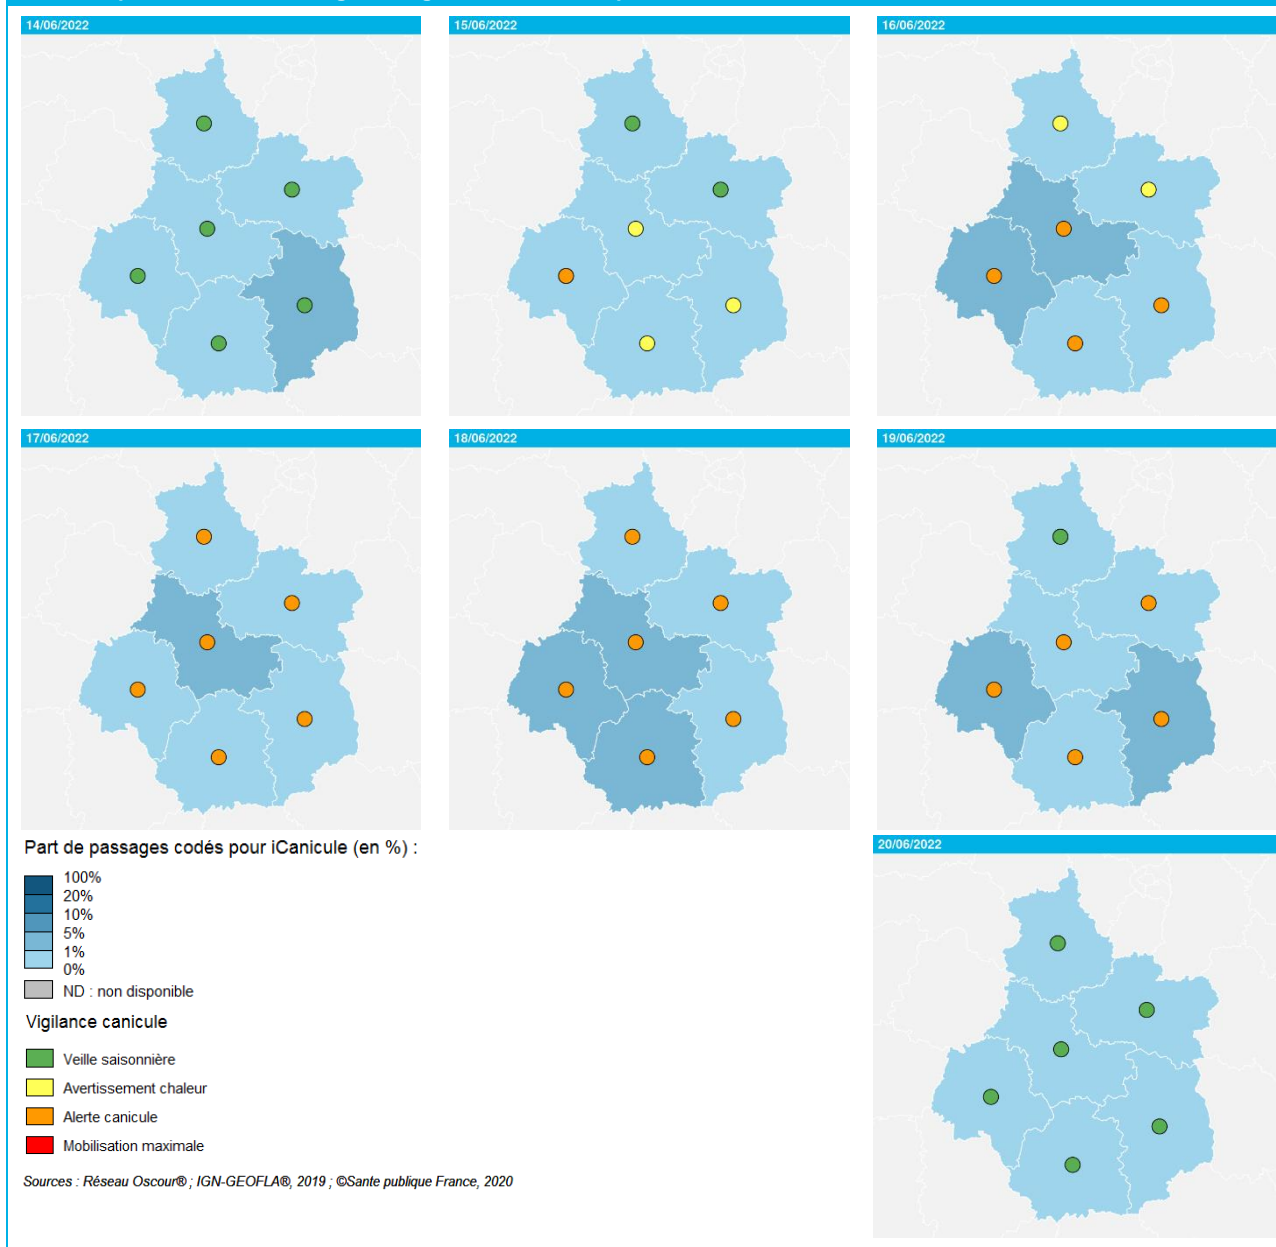 14/06/2022
15/06/2022
16/06/2022
17/06/2022
18/06/2022
19/06/2022
Part de passages codés pour iCanicule (en %) :
100%
20%
10%
5%
1%
0%
ND : non disponible
Vigilance canicule
Veille saisonnière
Avertissement chaleur
Alerte canicule
Mobilisation maximale
Sources : Réseau Oscour® ; IGN-GEOFLA®, 2019 ; ©Sante publique France, 2020
20/06/2022